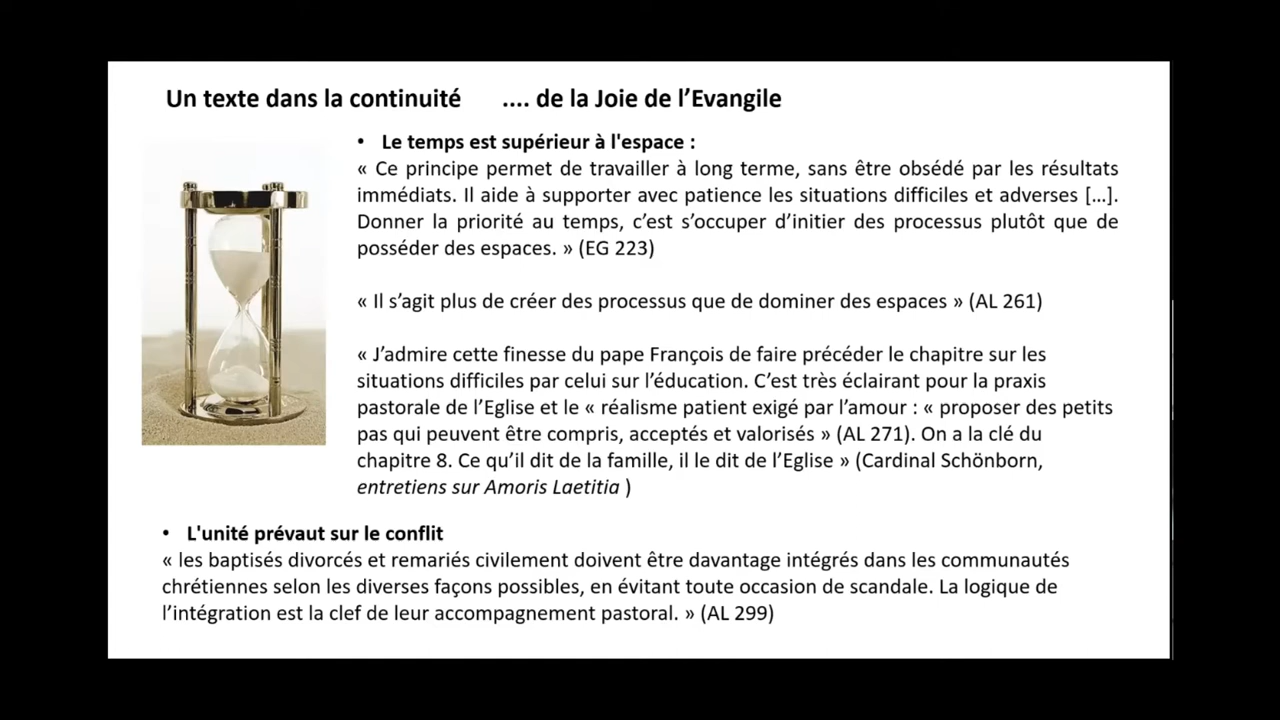 Un texte dans la continuité .... de la Joie de l’Evangile
• Le temps est supérieur à l'espace :
« Ce principe permet de travailler à long terme, sans être obsédé par les résultats
immédiats. Il aide à supporter avec patience les situations difficiles et adverses […].
Donner la priorité au temps, c’est s’occuper d’initier des processus plutôt que de
posséder des espaces. » (EG 223)
« Il s’agit plus de créer des processus que de dominer des espaces » (AL 261)
« J’admire cette finesse du pape François de faire précéder le chapitre sur les
situations difficiles par celui sur l’éducation. C’est très éclairant pour la praxis
pastorale de l’Eglise et le « réalisme patient exigé par l’amour : « proposer des petits
pas qui peuvent être compris, acceptés et valorisés » (AL 271). On a la clé du
chapitre 8. Ce qu’il dit de la famille, il le dit de l’Eglise » (Cardinal Schönborn,
entretiens sur Amoris Laetitia )
• L'unité prévaut sur le conflit
« les baptisés divorcés et remariés civilement doivent être davantage intégrés dans les communautés
chrétiennes selon les diverses façons possibles, en évitant toute occasion de scandale. La logique de
l’intégration est la clef de leur accompagnement pastoral. » (AL 299)